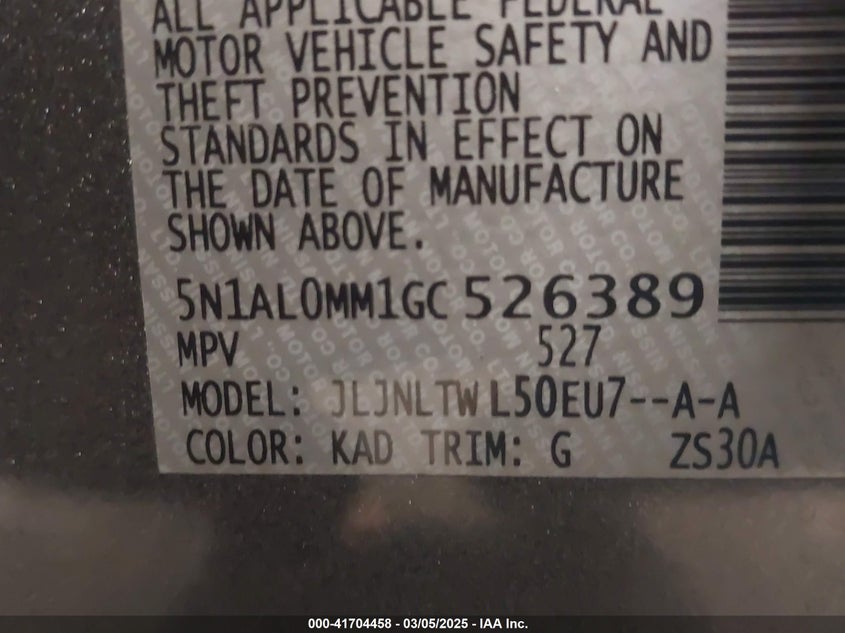 ALL APPLICABLE FEDERAL
MOTOR VEHICLE SAFETY AND
THEFT PREVENTION
STANDARDS IN EFFECT ON
THE DATE OF MANUFACTURE
SHOWN ABOVE.
5N1AL0MM1GC526389
MPV 527
MODEL: JLJNLTWL50EU7--A-A
COLOR: KAD TRIM: G ZS30A
000-41704458 / 03/05/2025 - IAA Inc.